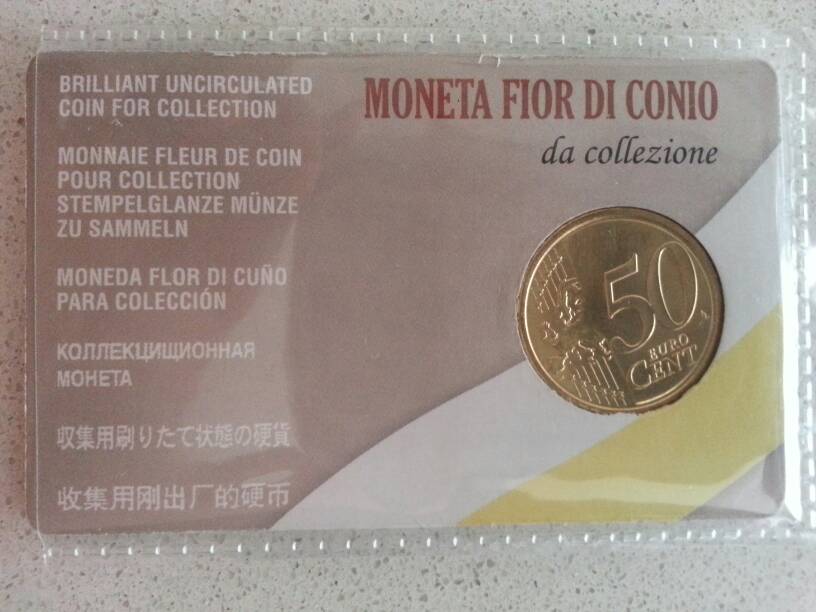 BRILLIANT UNCIRCULATED
COIN FOR COLLECTION
MONNAIE FLEUR DE COIN
POUR COLLECTION
STEMPELGLANZE MÜNZE
ZU SAMMELN
MONEDA FLOR DI CUÑO
PARA COLECCIÓN
КОЛЛЕКЦИЩИОННАЯ
МОНЕТА
収集用刷りたて状態の硬貨
收集用刚出厂的硬币
MONETA FIOR DI CONIO
da collezione
50
EURO
CENT